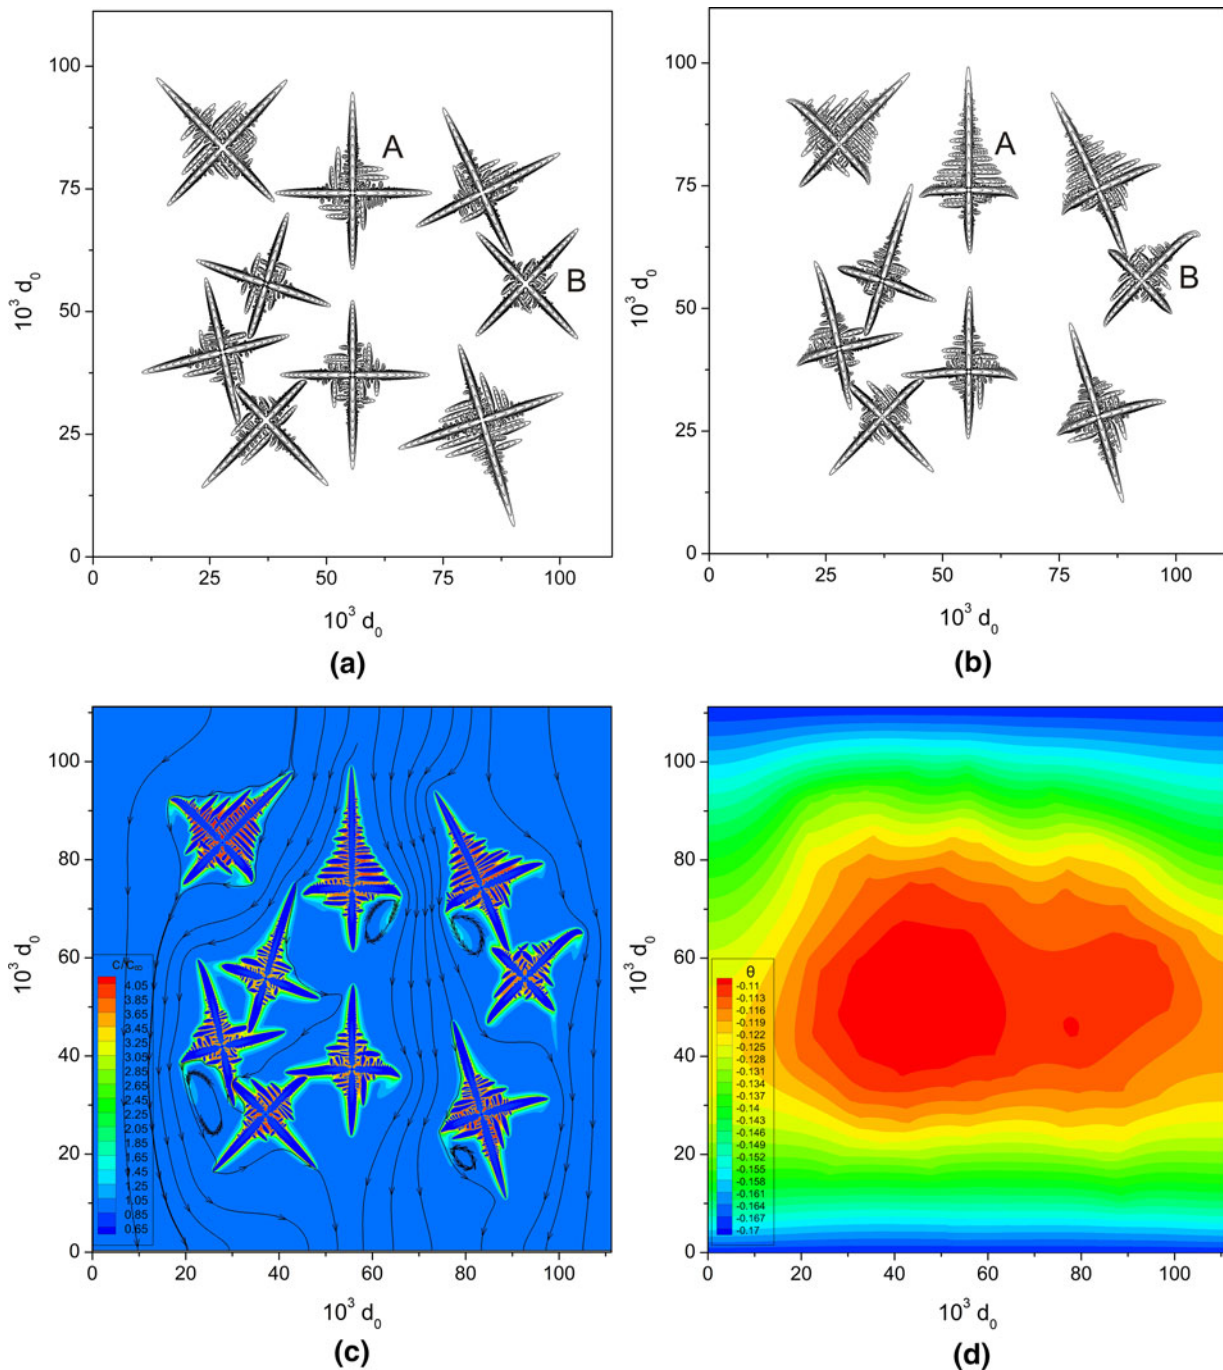 100
75
50
25
0
10³ d₀
A
B
0 25 50 75 100
10³ d₀
(a)
100
75
50
25
0
10³ d₀
A
B
0 25 50 75 100
10³ d₀
(b)
100
80
60
40
20
0
10³ d₀
c/c∞
4.05
3.85
3.65
3.45
3.25
3.05
2.85
2.65
2.45
2.25
2.05
1.85
1.65
1.45
1.25
1.05
0.85
0.65
0 20 40 60 80 100
10³ d₀
(c)
100
80
60
40
20
0
10³ d₀
θ
-0.11
-0.113
-0.116
-0.119
-0.122
-0.125
-0.128
-0.131
-0.134
-0.137
-0.14
-0.143
-0.146
-0.149
-0.152
-0.155
-0.158
-0.161
-0.164
-0.167
-0.17
0 20 40 60 80 100
10³ d₀
(d)